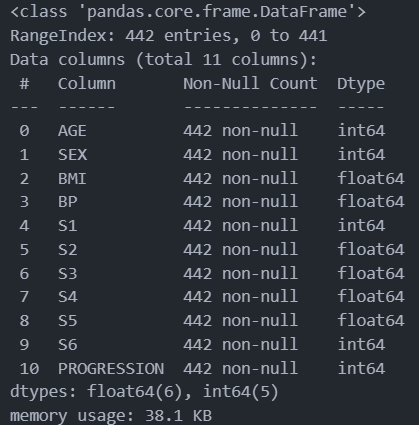 <class 'pandas.core.frame.DataFrame'>
RangeIndex: 442 entries, 0 to 441
Data columns (total 11 columns):
 #   Column       Non-Null Count  Dtype
---  ------       --------------  -----
 0   AGE          442 non-null    int64
 1   SEX          442 non-null    int64
 2   BMI          442 non-null    float64
 3   BP           442 non-null    float64
 4   S1           442 non-null    int64
 5   S2           442 non-null    float64
 6   S3           442 non-null    float64
 7   S4           442 non-null    float64
 8   S5           442 non-null    float64
 9   S6           442 non-null    int64
 10  PROGRESSION  442 non-null    int64
dtypes: float64(6), int64(5)
memory usage: 38.1 KB